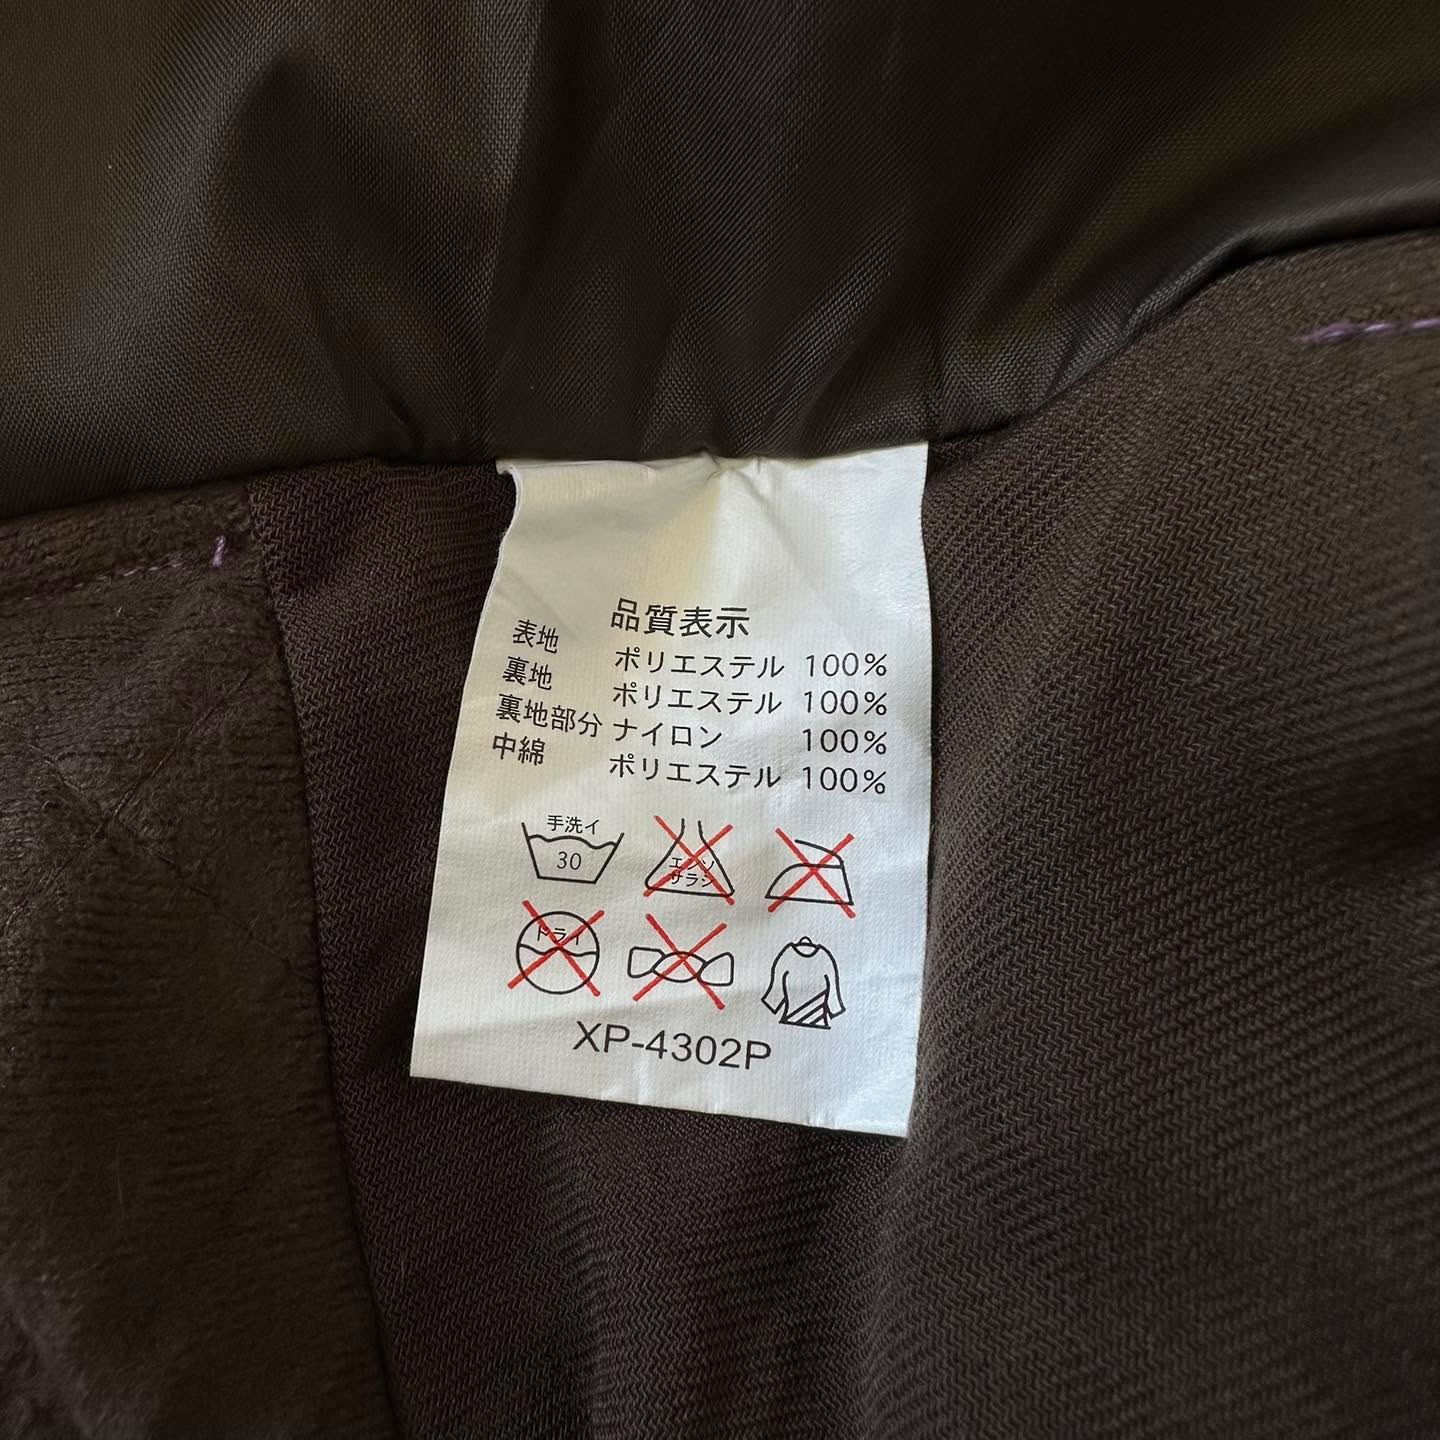 品質表示
表地 ポリエステル 100%
裏地 ポリエステル 100%
裏地部分 ナイロン 100%
中綿 ポリエステル 100%
手洗イ
30
エンソ
サラシ
ドライ
XP-4302P